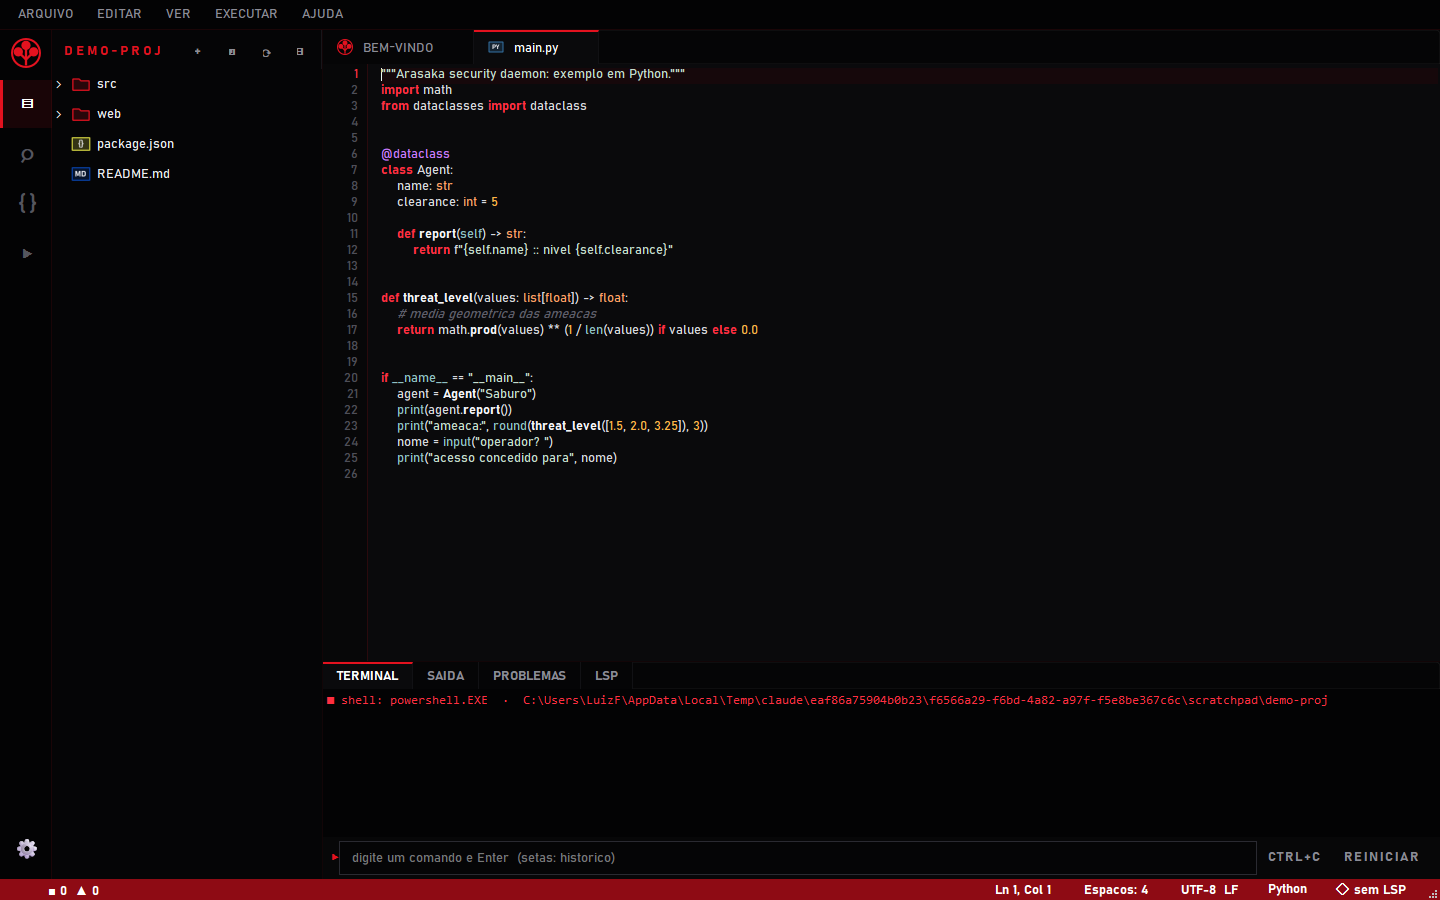 ARQUIVO EDITAR VER EXECUTAR AJUDA
DEMO-PROJ
BEM-VINDO
PY main.py
src
web
{} package.json
MD README.md
{ }
1 """Arasaka security daemon: exemplo em Python."""
2 import math
3 from dataclasses import dataclass
4
5
6 @dataclass
7 class Agent:
8 name: str
9 clearance: int = 5
10
11 def report(self) -> str:
12 return f"{self.name} :: nivel {self.clearance}"
13
14
15 def threat_level(values: list[float]) -> float:
16 # media geometrica das ameacas
17 return math.prod(values) ** (1 / len(values)) if values else 0.0
18
19
20 if __name__ == "__main__":
21 agent = Agent("Saburo")
22 print(agent.report())
23 print("ameaca:", round(threat_level([1.5, 2.0, 3.25]), 3))
24 nome = input("operador? ")
25 print("acesso concedido para", nome)
26
TERMINAL SAIDA PROBLEMAS LSP
■ shell: powershell.EXE · C:\Users\LuizF\AppData\Local\Temp\claude\eaf86a75904b0b23\f6566a29-f6bd-4a82-a97f-f5e8be367c6c\scratchpad\demo-proj
digite um comando e Enter (setas: historico)
CTRL+C REINICIAR
■ 0 ▲ 0
Ln 1, Col 1 Espacos: 4 UTF-8 LF Python ◇ sem LSP